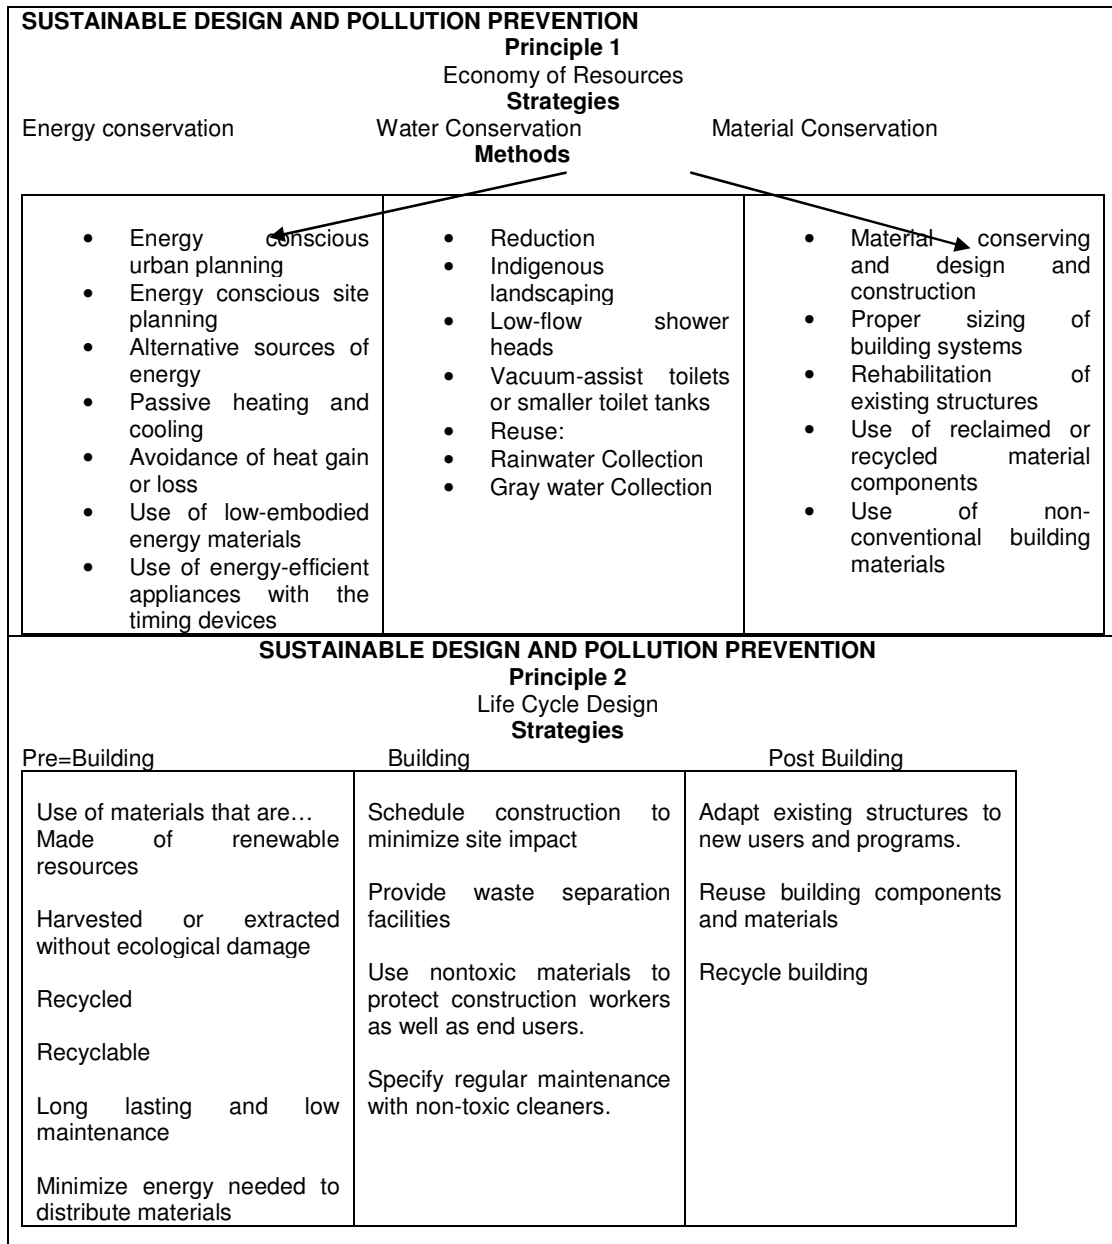 SUSTAINABLE DESIGN AND POLLUTION PREVENTION
Principle 1
Economy of Resources
Strategies
Energy conservation Water Conservation Material Conservation
Methods
• Energy conscious
urban planning
• Energy conscious site
planning
• Alternative sources of
energy
• Passive heating and
cooling
• Avoidance of heat gain
or loss
• Use of low-embodied
energy materials
• Use of energy-efficient
appliances with the
timing devices
• Reduction
• Indigenous
landscaping
• Low-flow shower
heads
• Vacuum-assist toilets
or smaller toilet tanks
• Reuse:
• Rainwater Collection
• Gray water Collection
• Material conserving
and design and
construction
• Proper sizing of
building systems
• Rehabilitation of
existing structures
• Use of reclaimed or
recycled material
components
• Use of non-
conventional building
materials
SUSTAINABLE DESIGN AND POLLUTION PREVENTION
Principle 2
Life Cycle Design
Strategies
Pre=Building Building Post Building
Use of materials that are…
Made of renewable
resources
Harvested or extracted
without ecological damage
Recycled
Recyclable
Long lasting and low
maintenance
Minimize energy needed to
distribute materials
Schedule construction to
minimize site impact
Provide waste separation
facilities
Use nontoxic materials to
protect construction workers
as well as end users.
Specify regular maintenance
with non-toxic cleaners.
Adapt existing structures to
new users and programs.
Reuse building components
and materials
Recycle building